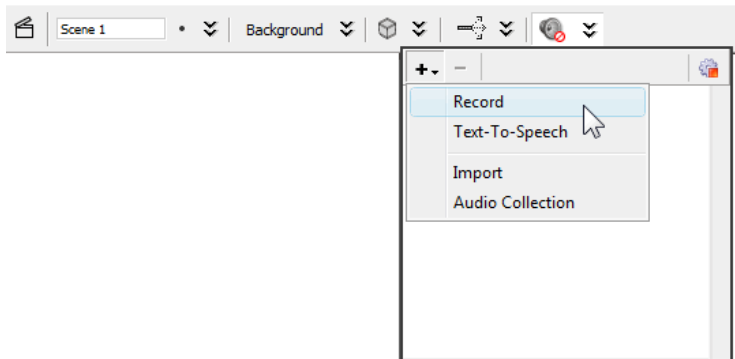 Scene 1 Background
Record
Text-To-Speech
Import
Audio Collection